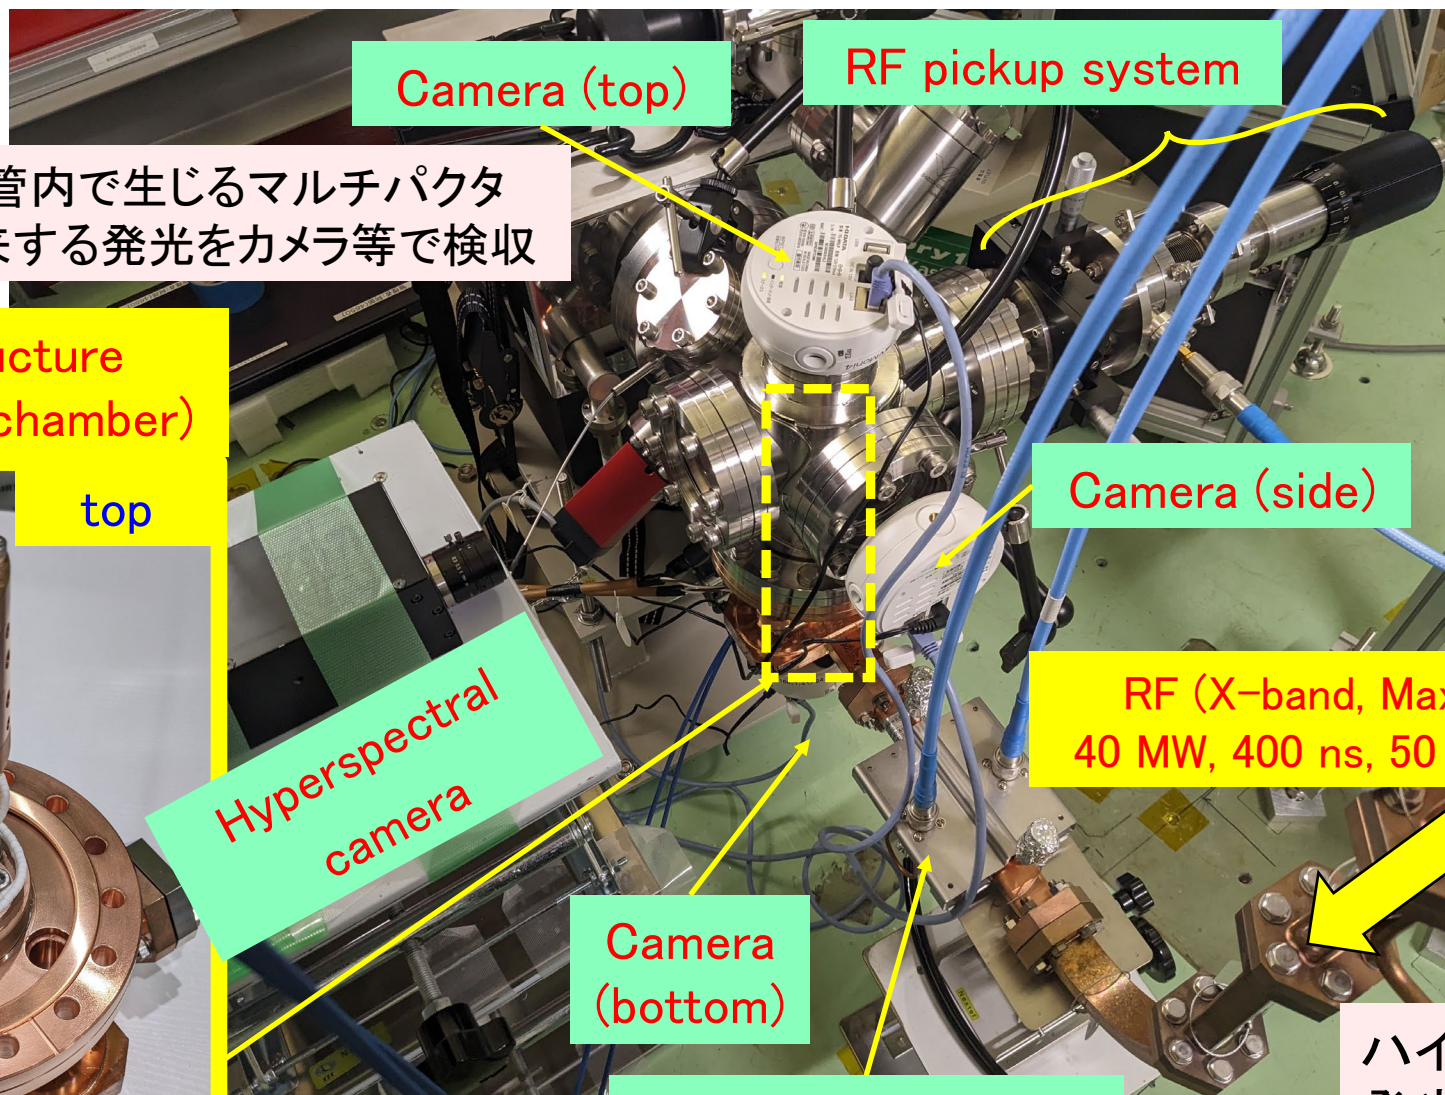 Camera (top)
RF pickup system
管内で生じるマルチパクタ
する発光をカメラ等で検収
ucture
chamber)
top
Camera (side)
RF (X-band, Max
40 MW, 400 ns, 50
Hyperspectral
camera
Camera
(bottom)
ハイ